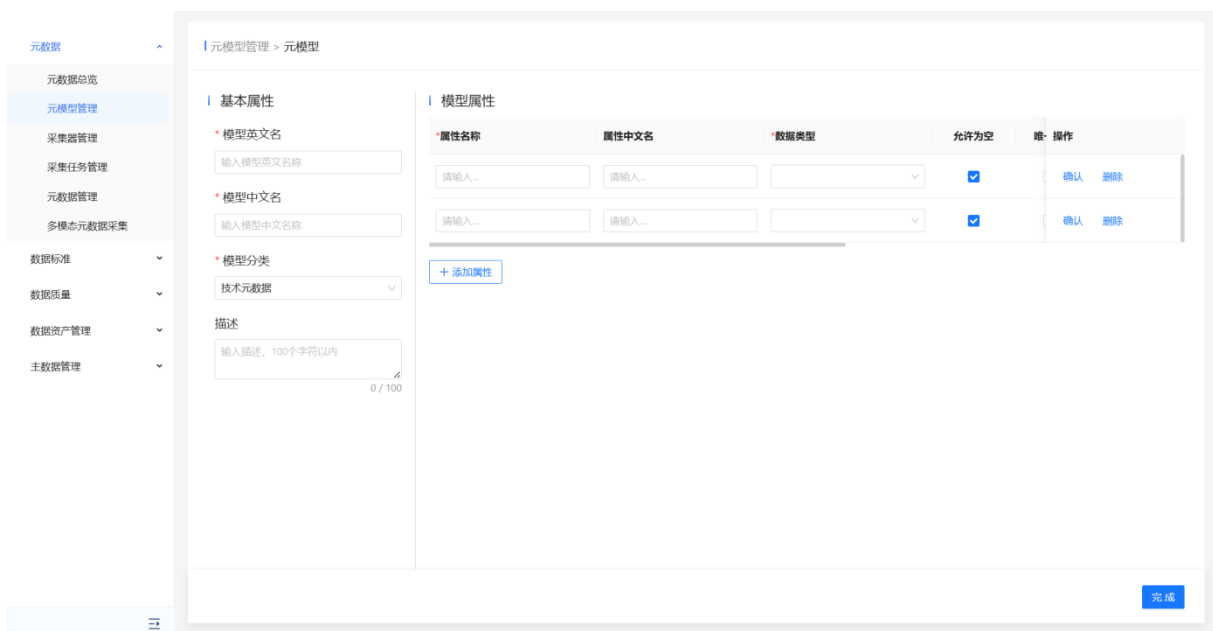 元数据
元数据总览
元模型管理
采集器管理
采集任务管理
元数据管理
多模态元数据采集
数据标准
数据质量
数据资产管理
主数据管理
元模型管理 > 元模型
基本属性
* 模型英文名
输入模型英文名称
* 模型中文名
输入模型中文名称
* 模型分类
技术元数据
描述
输入描述，100个字符以内
0 / 100
模型属性
*属性名称 属性中文名 *数据类型 允许为空 唯一 操作
请输入... 请输入... 确认 删除
请输入... 请输入... 确认 删除
+ 添加属性
完成